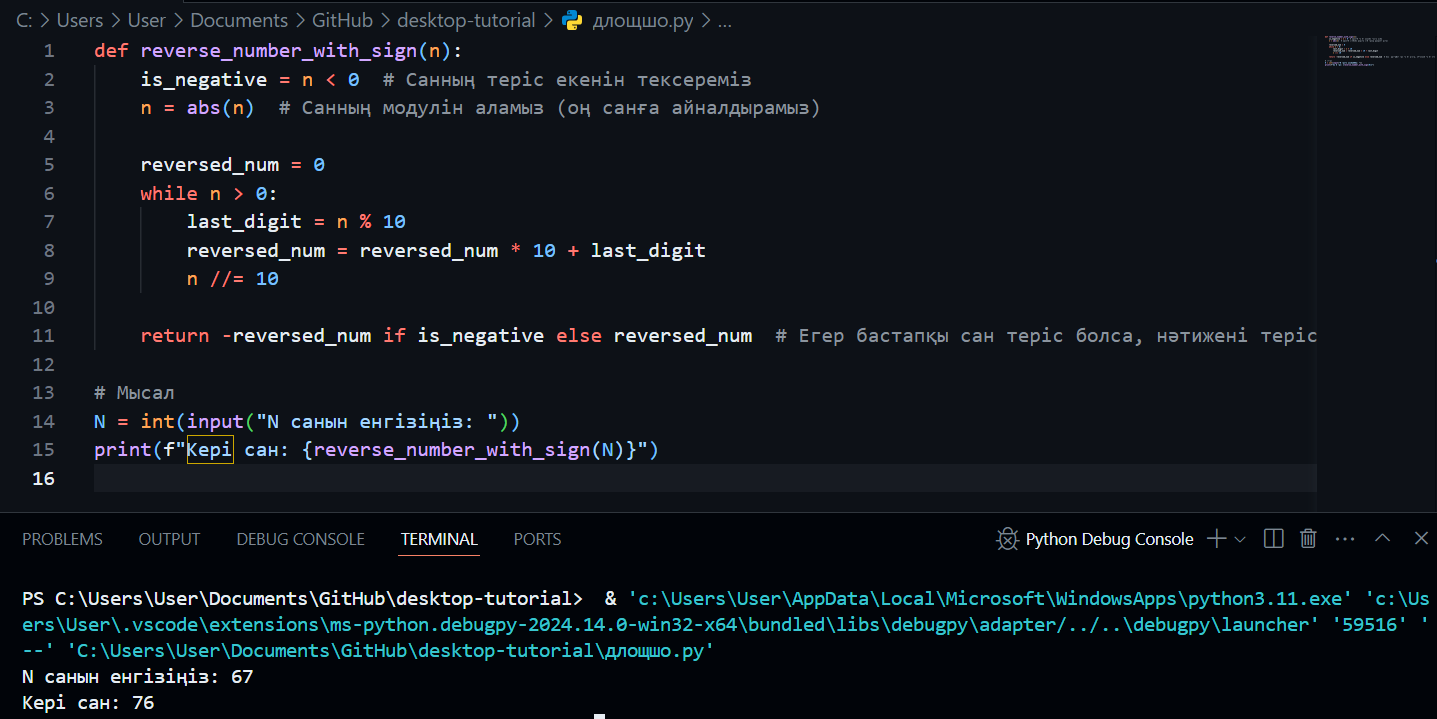 C: > Users > User > Documents > GitHub > desktop-tutorial > длощшо.py > ...
1 def reverse_number_with_sign(n):
2 is_negative = n < 0 # Санның теріс екенін тексереміз
3 n = abs(n) # Санның модулін аламыз (оң санға айналдырамыз)
4
5 reversed_num = 0
6 while n > 0:
7 last_digit = n % 10
8 reversed_num = reversed_num * 10 + last_digit
9 n //= 10
10
11 return -reversed_num if is_negative else reversed_num # Егер бастапқы сан теріс болса, нәтижені теріс
12
13 # Мысал
14 N = int(input("N санын енгізіңіз: "))
15 print(f"Кері сан: {reverse_number_with_sign(N)}")
16
PROBLEMS OUTPUT DEBUG CONSOLE TERMINAL PORTS Python Debug Console
PS C:\Users\User\Documents\GitHub\desktop-tutorial> & 'c:\Users\User\AppData\Local\Microsoft\WindowsApps\python3.11.exe' 'c:\Us
ers\User\.vscode\extensions\ms-python.debugpy-2024.14.0-win32-x64\bundled\libs\debugpy\adapter/../..\debugpy\launcher' '59516' '
--' 'C:\Users\User\Documents\GitHub\desktop-tutorial\длощшо.py'
N санын енгізіңіз: 67
Кері сан: 76